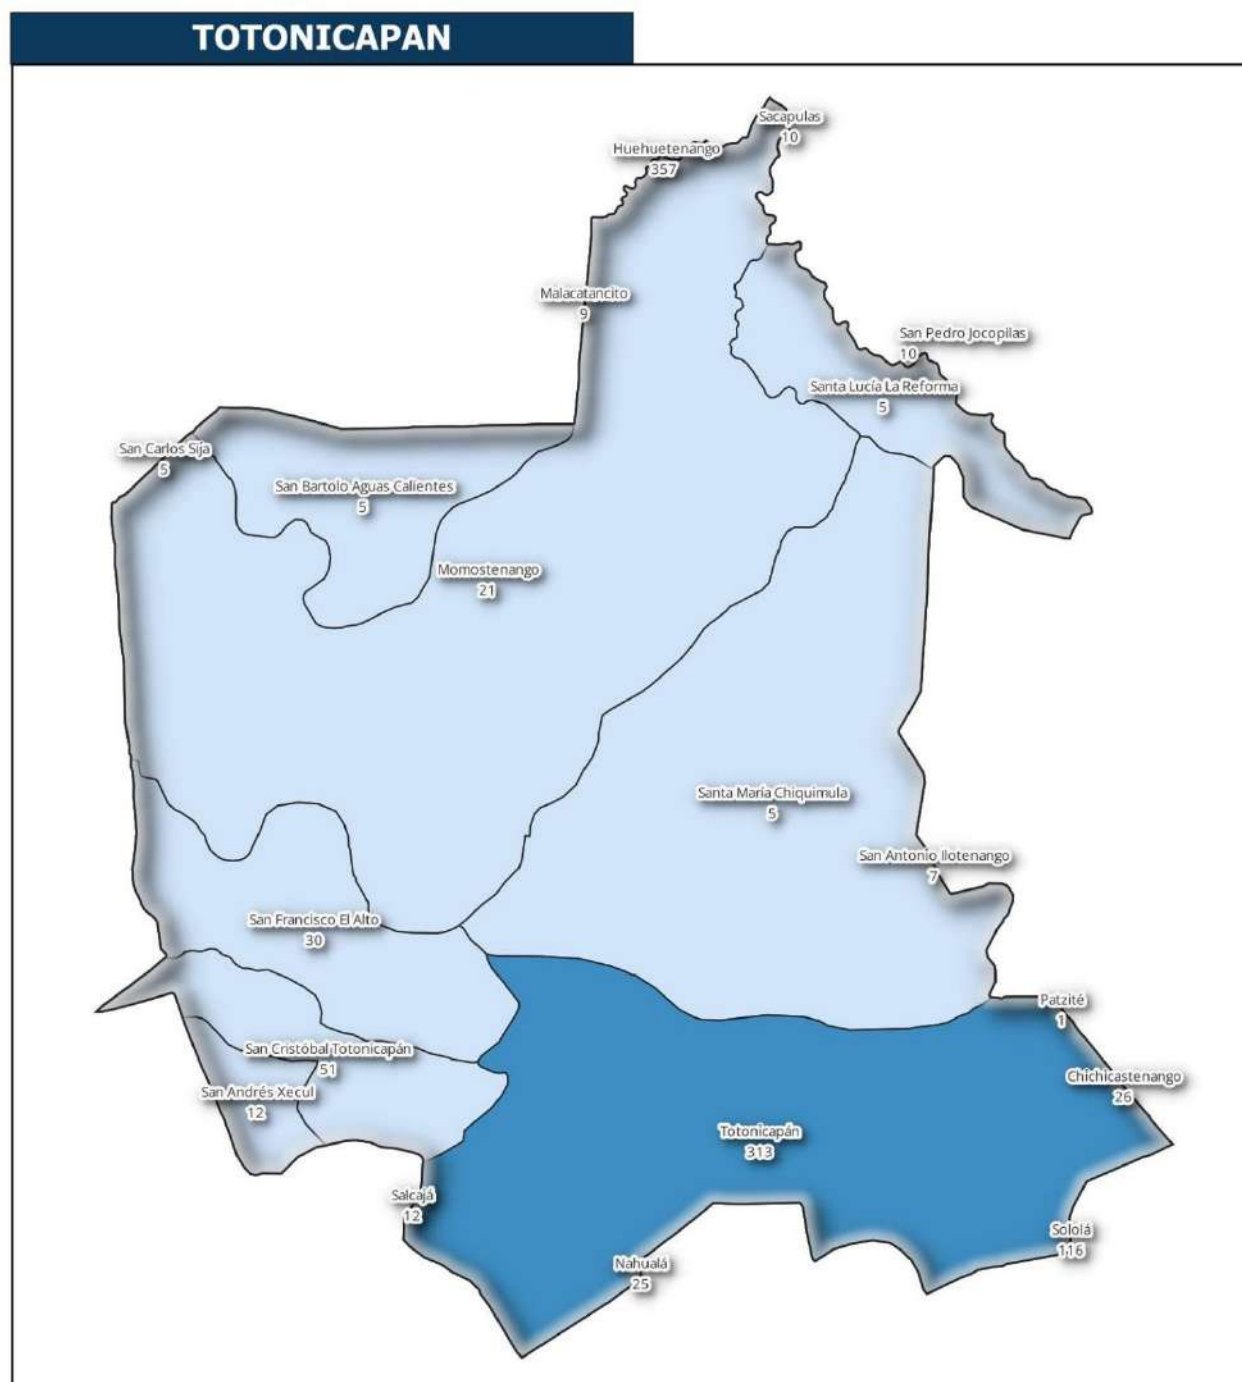 TOTONICAPAN
Sacapulas
10
Huehuetenango
357
Malacatancito
9
San Pedro Jocopilas
10
Santa Lucía La Reforma
5
San Carlos Sija
5
San Bartolo Aguas Calientes
5
Momostenango
21
Santa María Chiquimula
5
San Antonio Ilotenango
7
San Francisco El Alto
30
Patzité
1
San Cristóbal Totonicapán
51
Chichicastenango
26
San Andrés Xecul
12
Totonicapán
313
Salcajá
12
Sololá
116
Nahualá
25